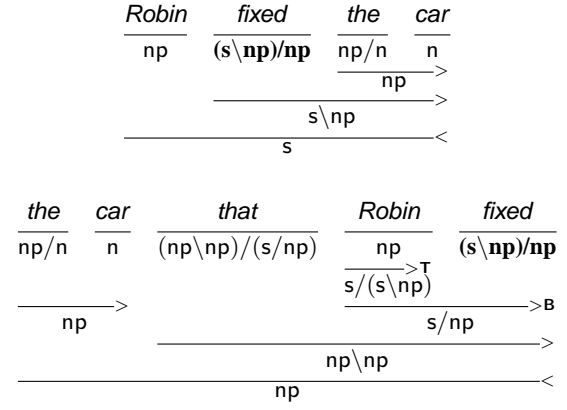 Robin fixed the car
np (s\np)/np np/n n
>
np
>
s\np
<
s
the car that Robin fixed
np/n n (np\np)/(s/np) np (s\np)/np
>T
s/(s\np)
> >B
np s/np
>
np\np
<
np